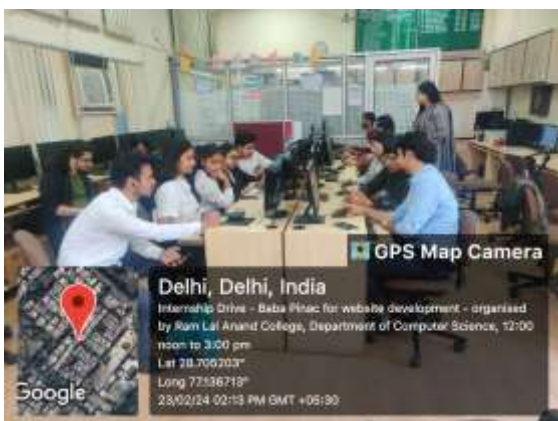 GPS Map Camera
Delhi, Delhi, India
Internship Drive - Baba Pinac for website development - organised
by Ram Lal Anand College, Department of Computer Science, 12:00
noon to 3:00 pm
Lat 28.705203°
Long 77.136713°
23/02/24 02:13 PM GMT +05:30
Google